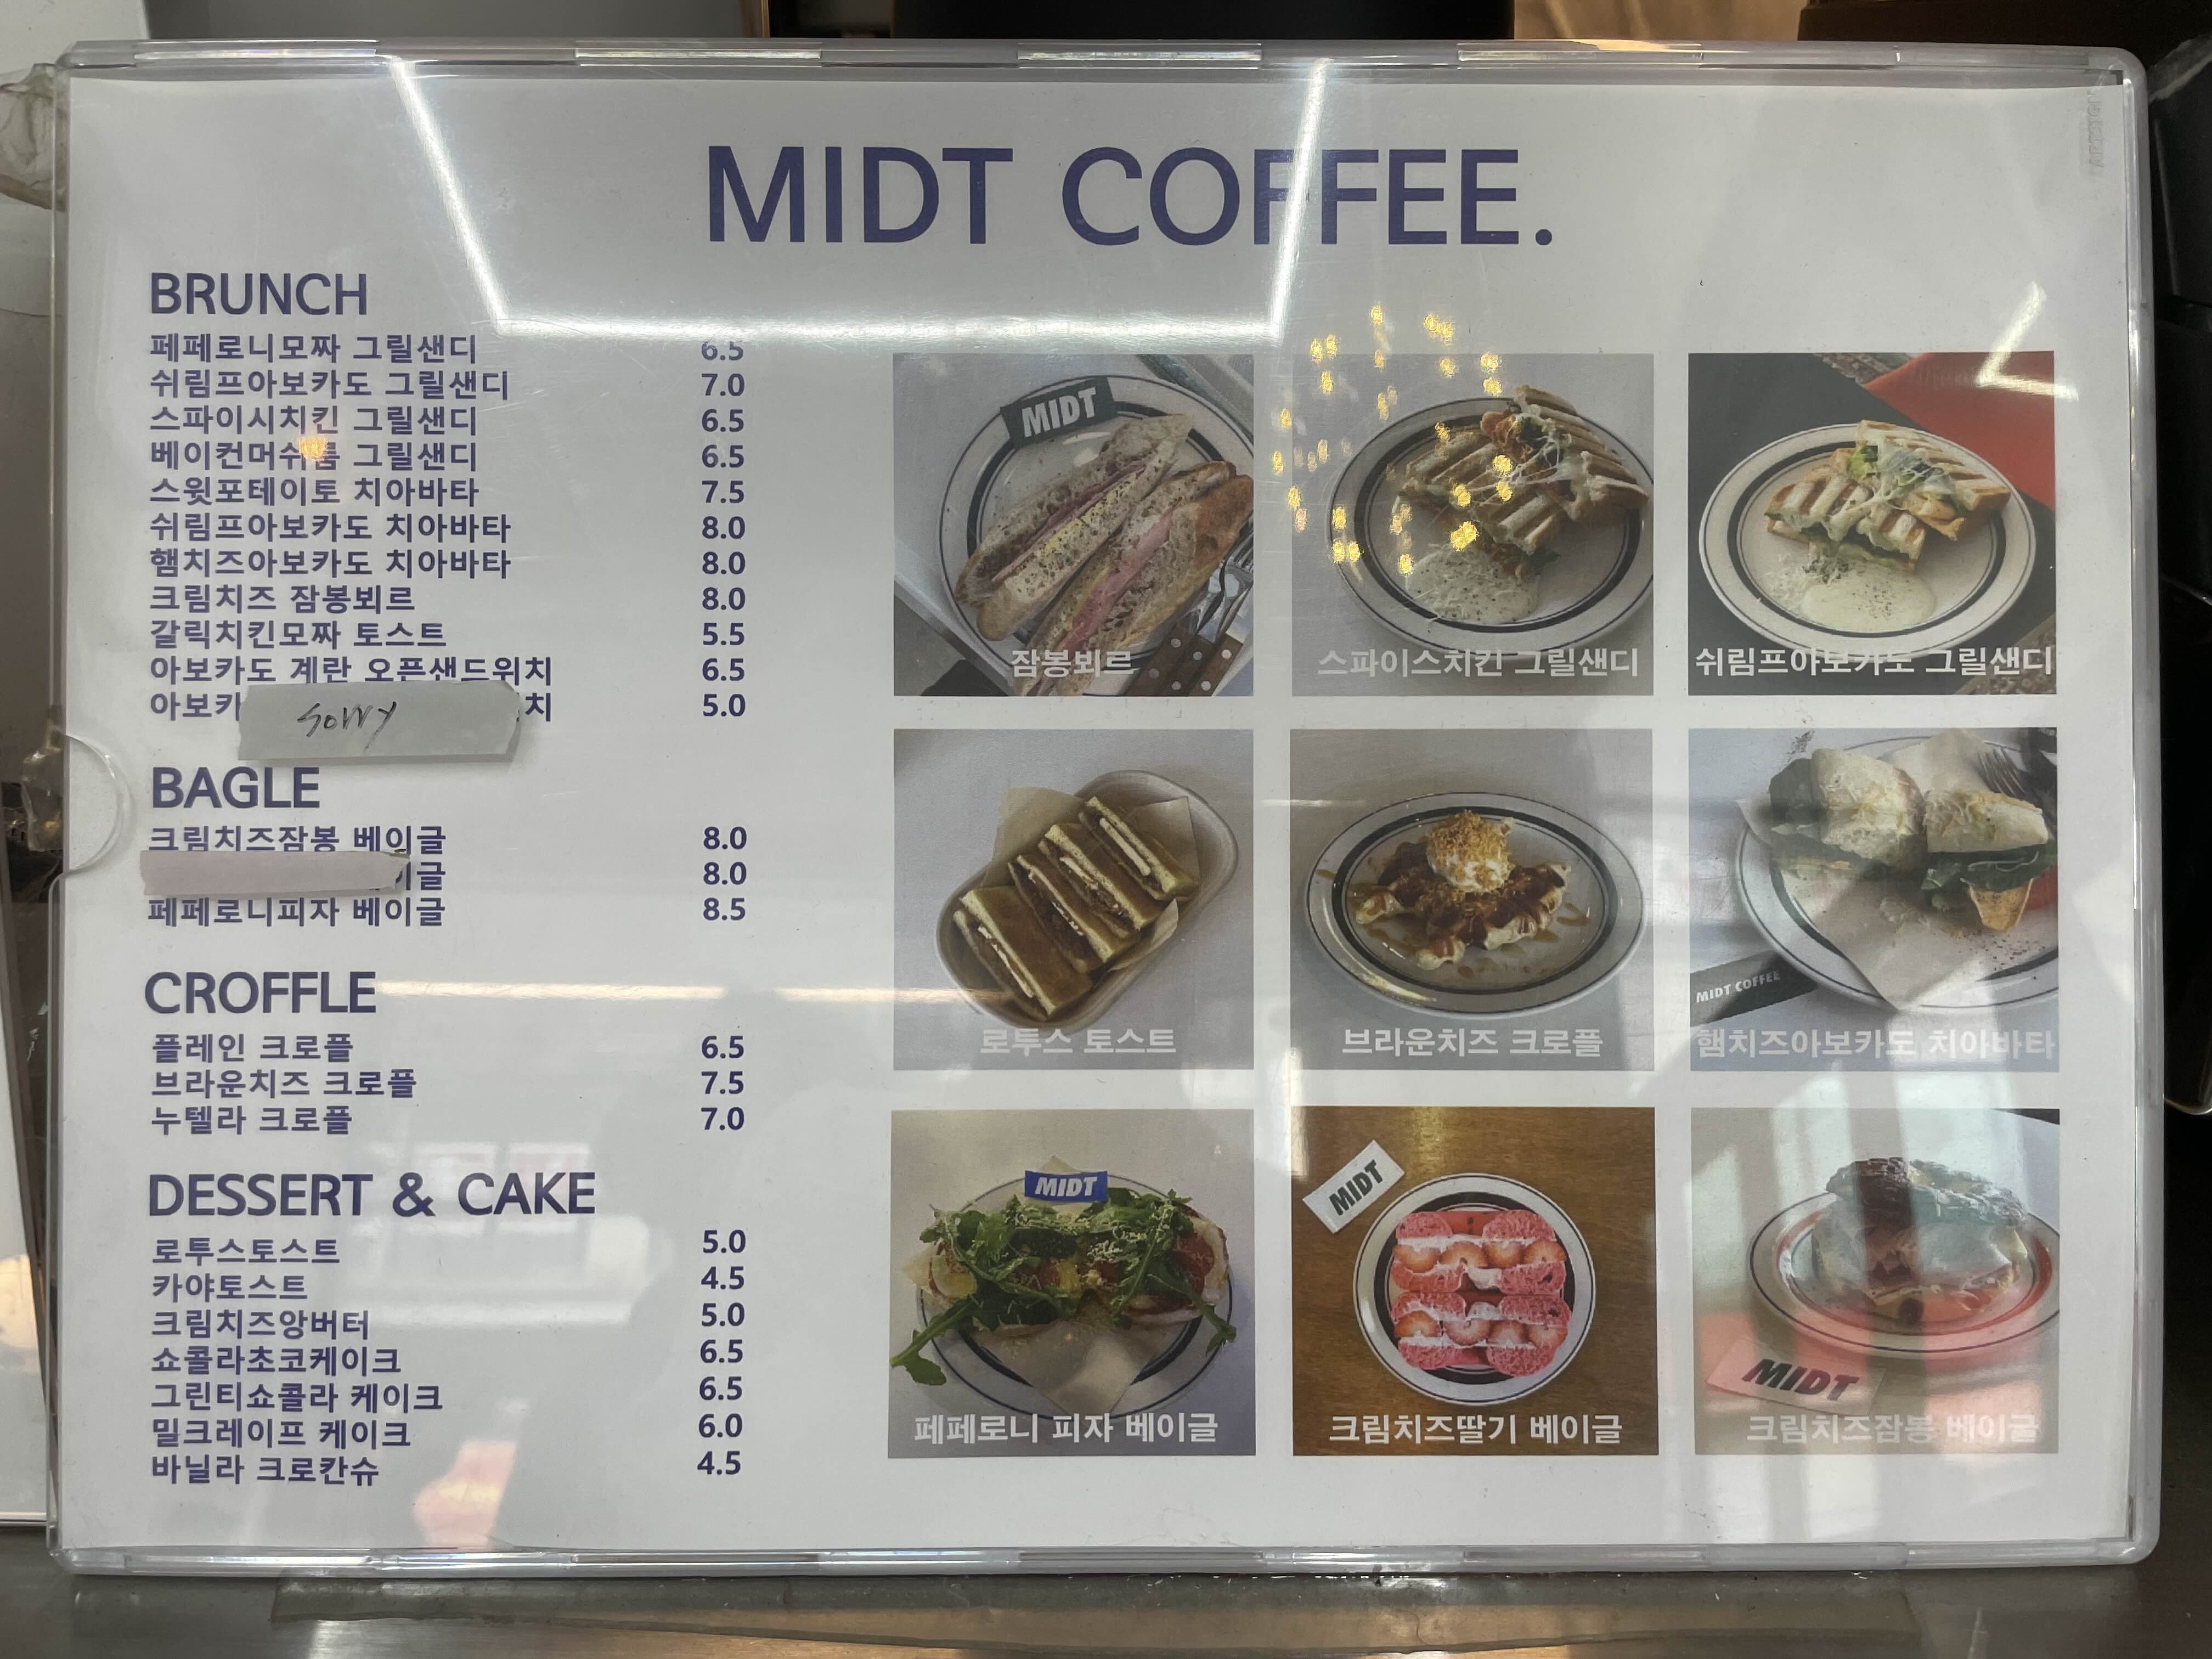 MIDT COFFEE.
BRUNCH
페페로니모짜 그릴샌디 6.5
쉬림프아보카도 그릴샌디 7.0
스파이시치킨 그릴샌디 6.5
베이컨머쉬룸 그릴샌디 6.5
스윗포테이토 치아바타 7.5
쉬림프아보카도 치아바타 8.0
햄치즈아보카도 치아바타 8.0
크림치즈 잠봉뵈르 8.0
갈릭치킨모짜 토스트 5.5
아보카도 계란 오픈샌드위치 6.5
아보카 sorry 치 5.0
BAGLE
크림치즈잠봉 베이글 8.0
이글 8.0
페페로니피자 베이글 8.5
CROFFLE
플레인 크로플 6.5
브라운치즈 크로플 7.5
누텔라 크로플 7.0
DESSERT & CAKE
로투스토스트 5.0
카야토스트 4.5
크림치즈앙버터 5.0
쇼콜라초코케이크 6.5
그린티쇼콜라 케이크 6.5
밀크레이프 케이크 6.0
바닐라 크로칸슈 4.5
MIDT
잠봉뵈르
스파이스치킨 그릴샌디
쉬림프아보카도 그릴샌디
로투스 토스트
브라운치즈 크로플
MIDT COFFEE
햄치즈아보카도 치아바타
MIDT
페페로니 피자 베이글
MIDT
크림치즈딸기 베이글
MIDT
크림치즈잠봉 베이글